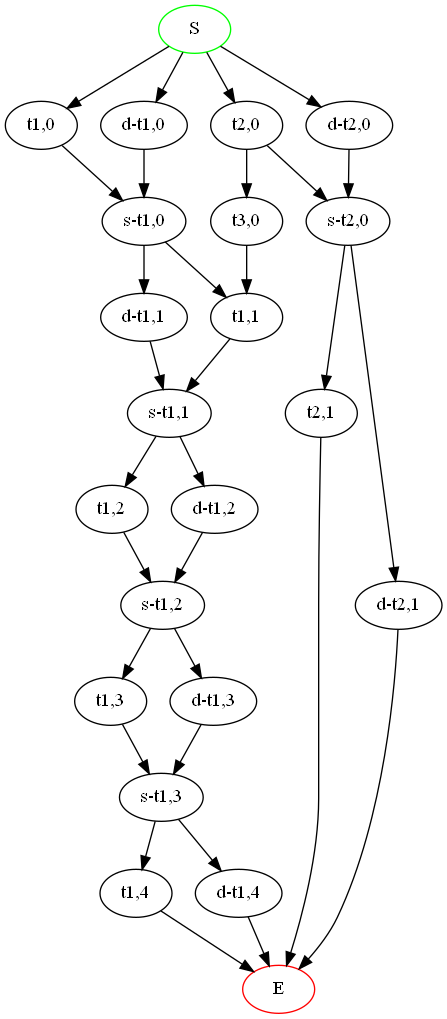 S
t1,0
d-t1,0
t2,0
d-t2,0
s-t1,0
t3,0
s-t2,0
d-t1,1
t1,1
s-t1,1
t2,1
t1,2
d-t1,2
s-t1,2
d-t2,1
t1,3
d-t1,3
s-t1,3
t1,4
d-t1,4
E